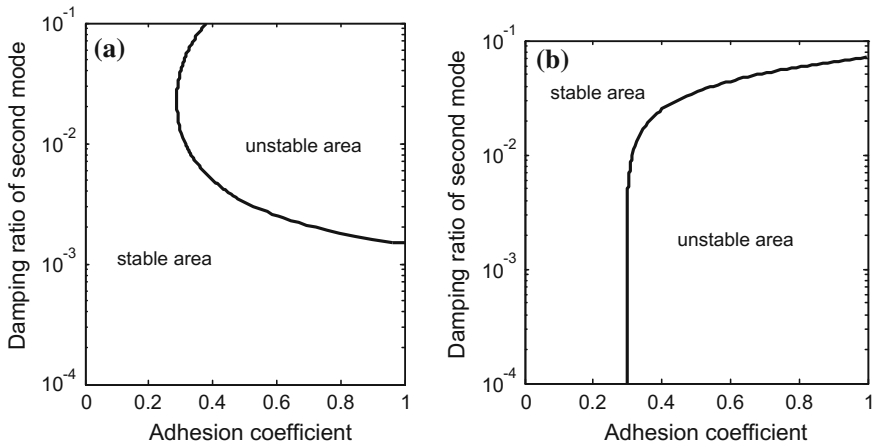 (a)
Damping ratio of second mode
10^-1
10^-2
10^-3
10^-4
unstable area
stable area
0 0.2 0.4 0.6 0.8 1
Adhesion coefficient
(b)
Damping ratio of second mode
10^-1
10^-2
10^-3
10^-4
stable area
unstable area
0 0.2 0.4 0.6 0.8 1
Adhesion coefficient